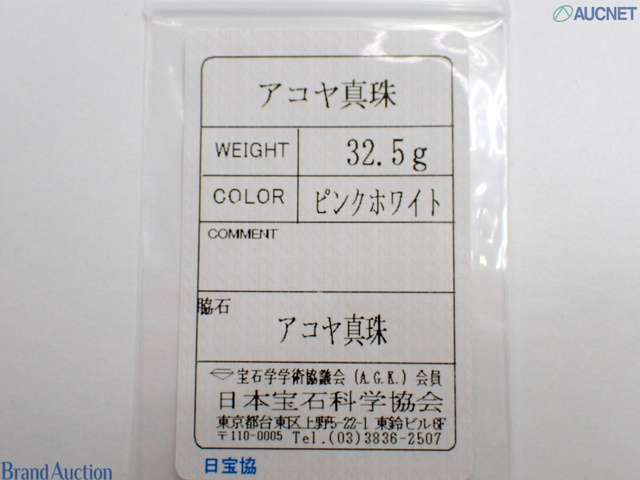 AUCNET
アコヤ真珠
WEIGHT 32.5g
COLOR ピンクホワイト
COMMENT
脇石
アコヤ真珠
宝石学学術協議会(A.G.K.)会員
日本宝石科学協会
東京都台東区上野5-22-1 東鈴ビル6F
〒110-0005 Tel.(03)3836-2507
日宝協
Brand Auction